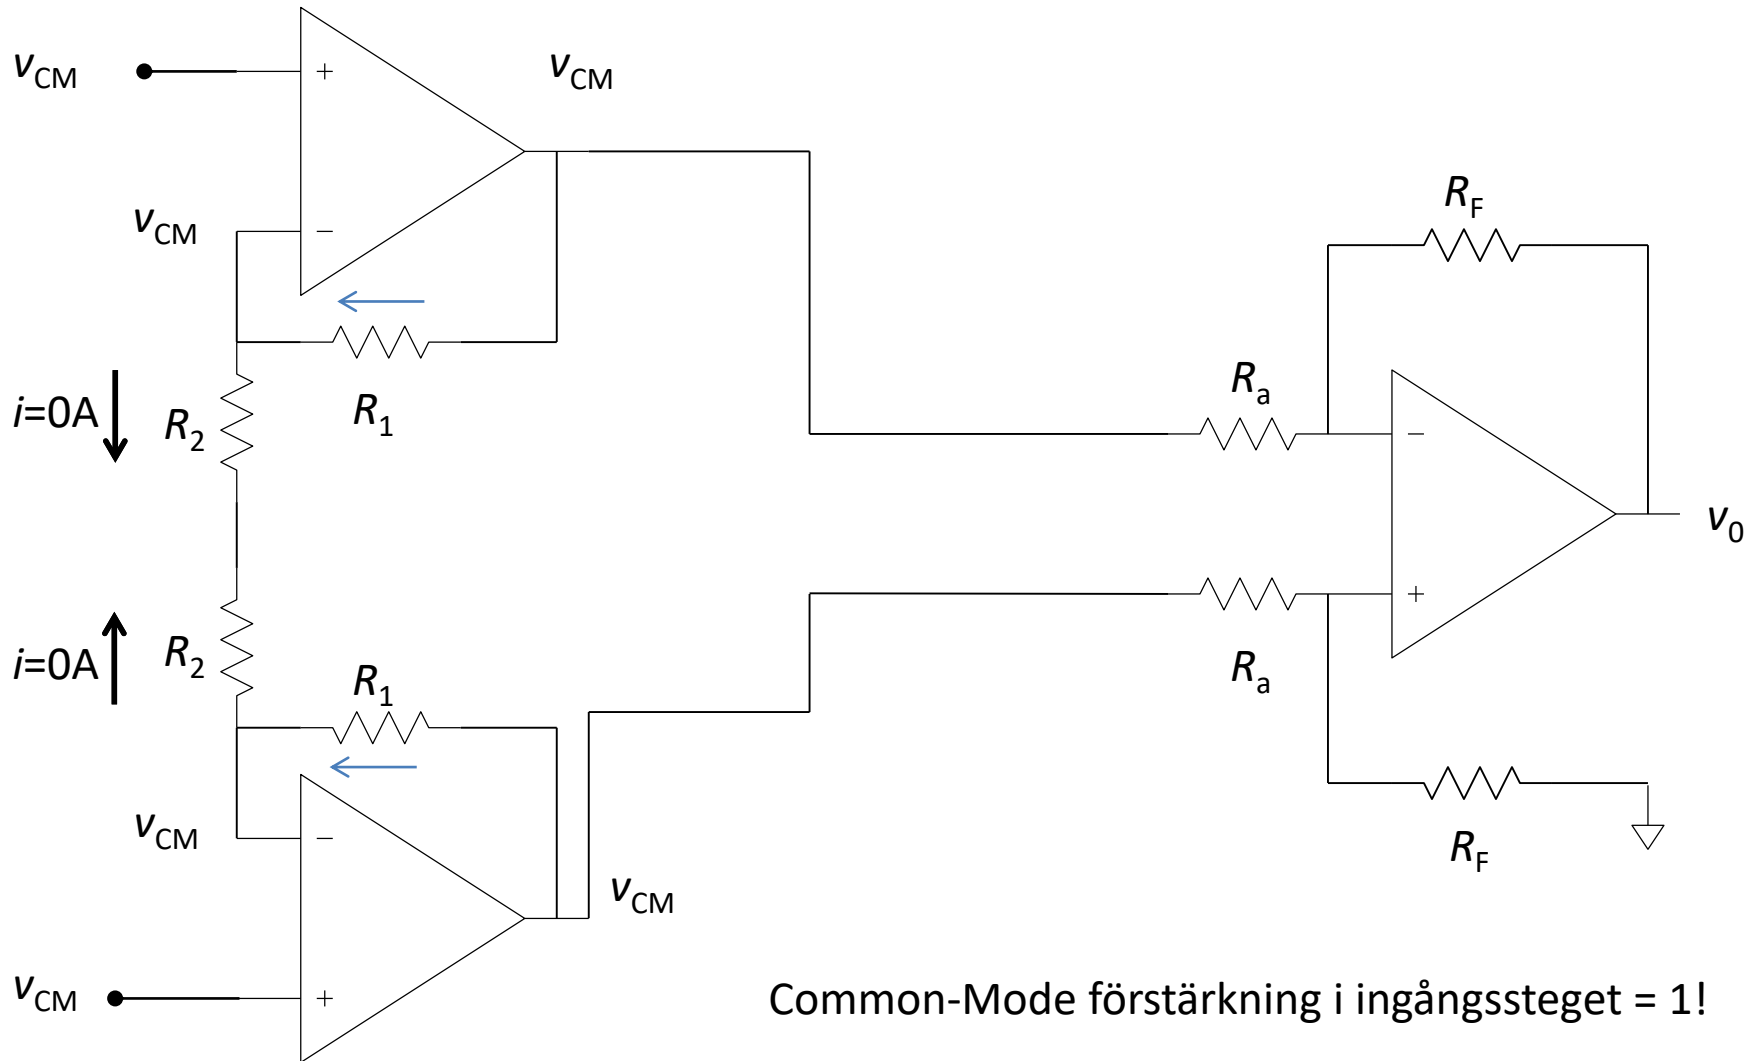 vCM
+
vCM
vCM
−
RF
R1
i=0A
R2
Ra
−
v0
+
i=0A
R2
R1
Ra
vCM
−
RF
vCM
vCM
+
Common-Mode förstärkning i ingångssteget = 1!